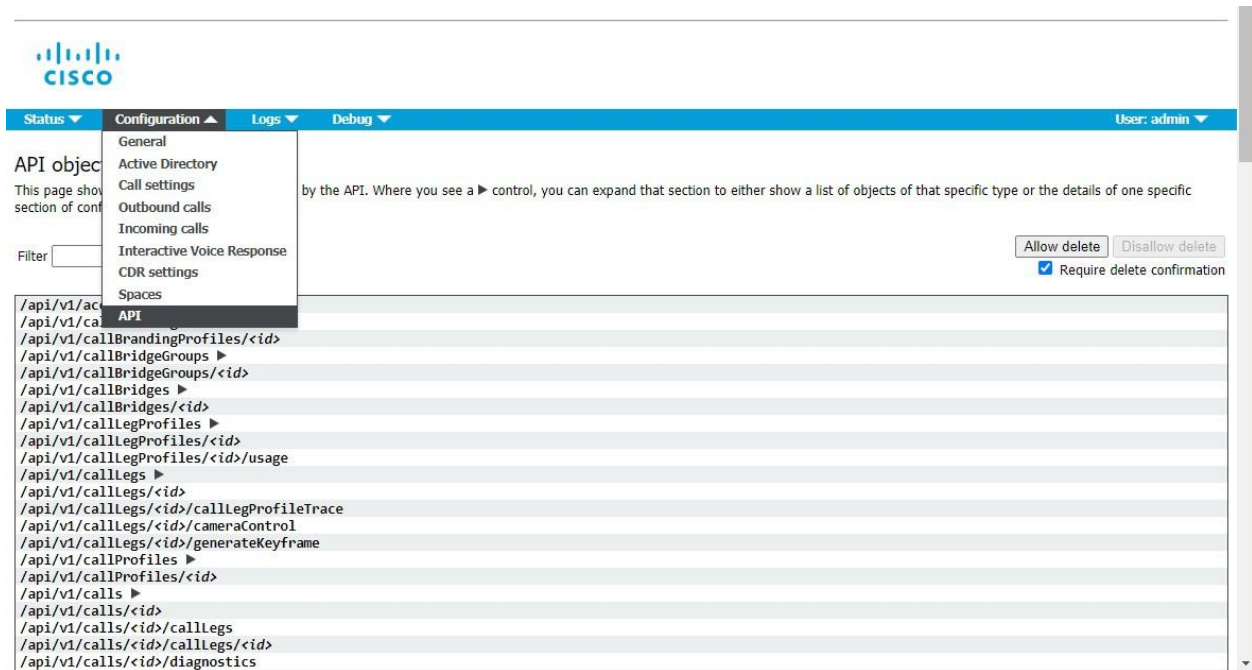 CISCO
Status Configuration Logs Debug User: admin
General
Active Directory
Call settings
Outbound calls
Incoming calls
Interactive Voice Response
CDR settings
Spaces
API
API objec
This page shov by the API. Where you see a ▶ control, you can expand that section to either show a list of objects of that specific type or the details of one specific
section of conf
Filter
Allow delete Disallow delete
Require delete confirmation
/api/v1/ac
/api/v1/ca
/api/v1/callBrandingProfiles/<id>
/api/v1/callBridgeGroups ▶
/api/v1/callBridgeGroups/<id>
/api/v1/callBridges ▶
/api/v1/callBridges/<id>
/api/v1/callLegProfiles ▶
/api/v1/callLegProfiles/<id>
/api/v1/callLegProfiles/<id>/usage
/api/v1/callLegs ▶
/api/v1/callLegs/<id>
/api/v1/callLegs/<id>/callLegProfileTrace
/api/v1/callLegs/<id>/cameraControl
/api/v1/callLegs/<id>/generateKeyframe
/api/v1/callProfiles ▶
/api/v1/callProfiles/<id>
/api/v1/calls ▶
/api/v1/calls/<id>
/api/v1/calls/<id>/callLegs
/api/v1/calls/<id>/callLegs/<id>
/api/v1/calls/<id>/diagnostics